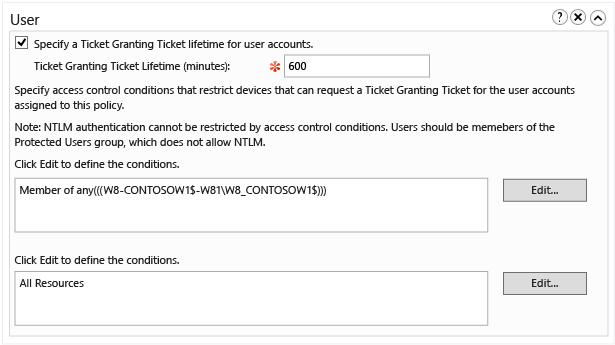 User
Specify a Ticket Granting Ticket lifetime for user accounts.
Ticket Granting Ticket Lifetime (minutes):
* 600
Specify access control conditions that restrict devices that can request a Ticket Granting Ticket for the user accounts
assigned to this policy.
Note: NTLM authentication cannot be restricted by access control conditions. Users should be memebers of the
Protected Users group, which does not allow NTLM.
Click Edit to define the conditions.
Member of any(((W8-CONTOSOW1$-W81\W8_CONTOSOW1$)))
Edit...
Click Edit to define the conditions.
All Resources
Edit...